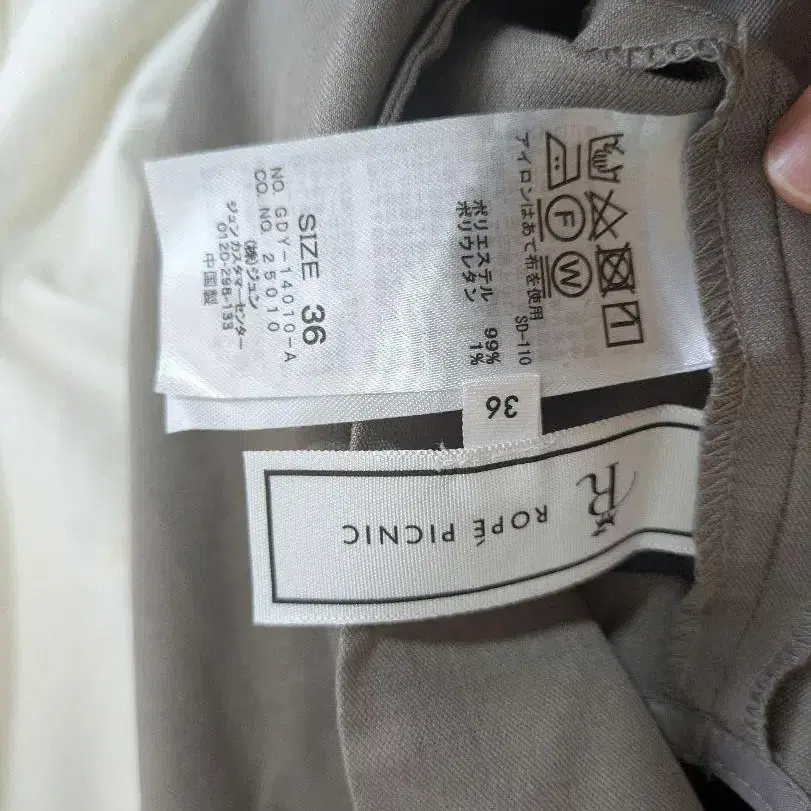 F
W
アイロンはあて布を使用
SD-110
ポリエステル 99%
ポリウレタン 1%
SIZE 36
NO. GDY-14010-A
CO. NO. 25010
(株)ジュン
ジュンカスタマーセンター
0120-298-133
中国製
36
R
ROPÉ PICNIC